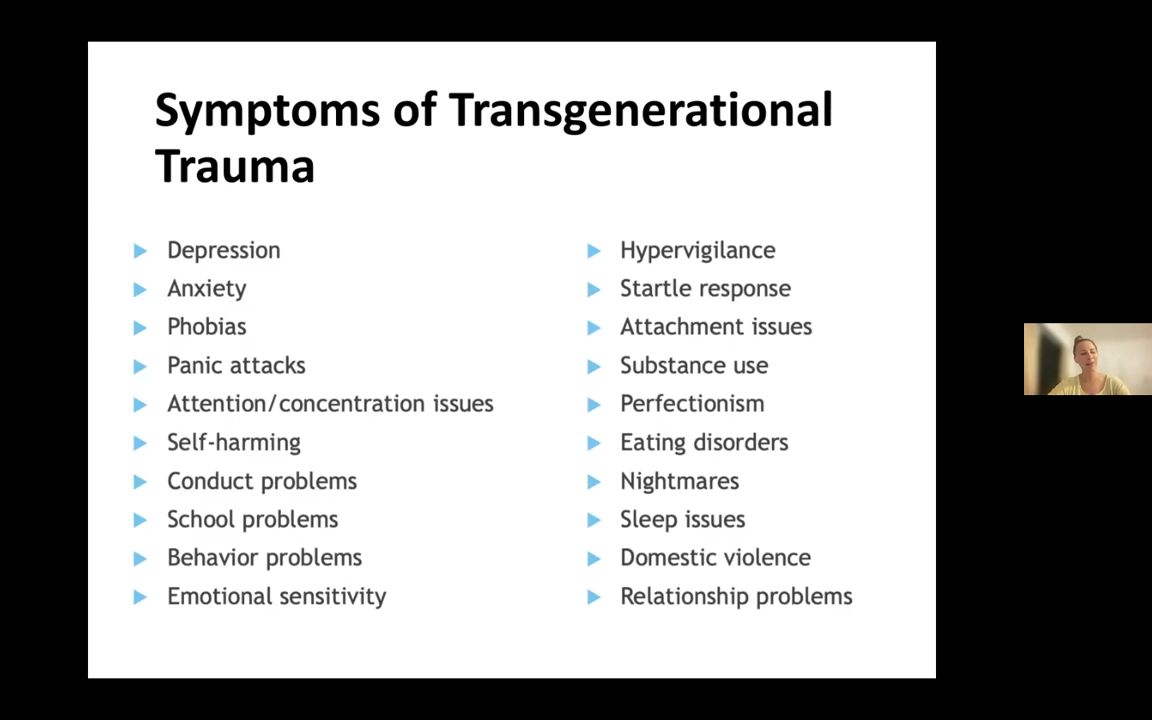 Symptoms of Transgenerational
Trauma
Depression
Anxiety
Phobias
Panic attacks
Attention/concentration issues
Self-harming
Conduct problems
School problems
Behavior problems
Emotional sensitivity
Hypervigilance
Startle response
Attachment issues
Substance use
Perfectionism
Eating disorders
Nightmares
Sleep issues
Domestic violence
Relationship problems